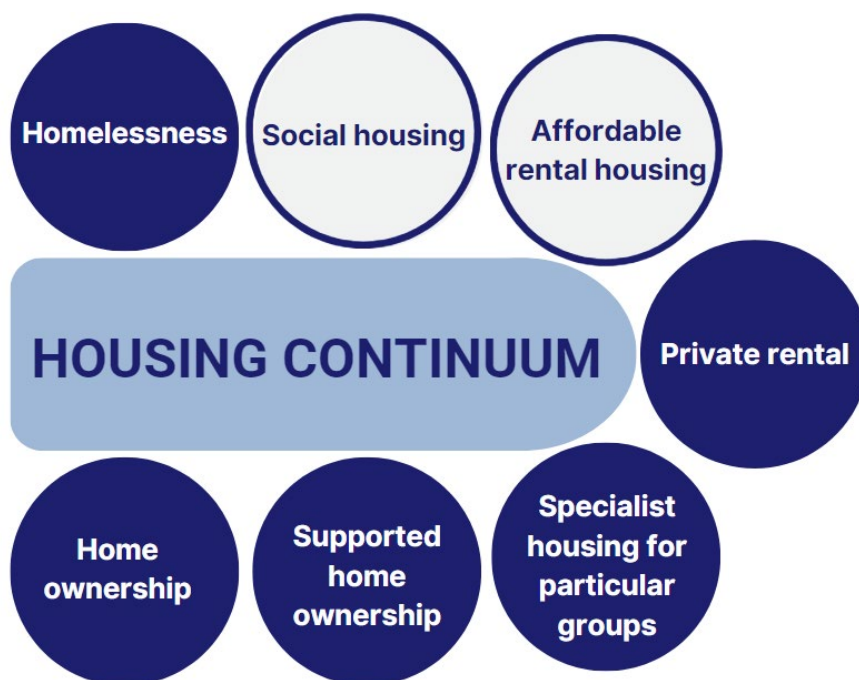 Homelessness
Social housing
Affordable
rental housing
HOUSING CONTINUUM
Private rental
Home
ownership
Supported
home
ownership
Specialist
housing for
particular
groups